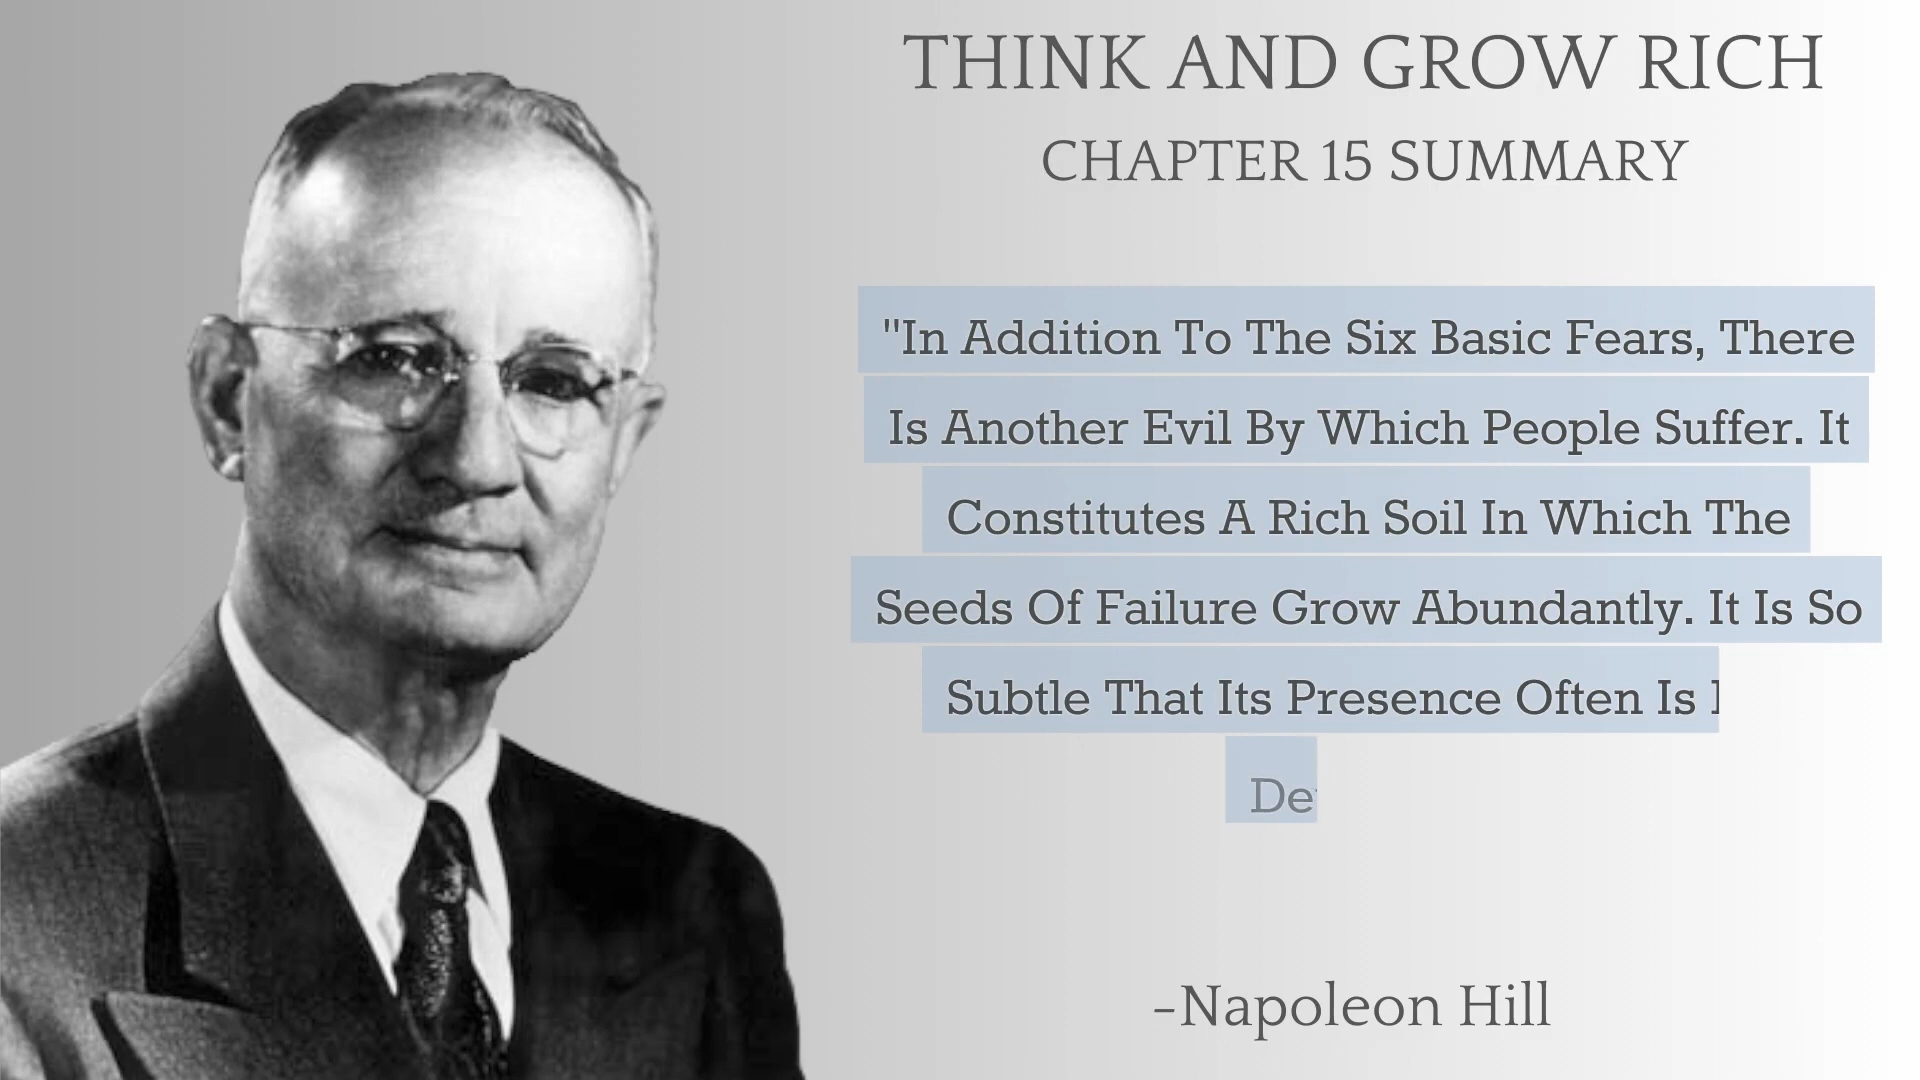 THINK AND GROW RICH
CHAPTER 15 SUMMARY
"In Addition To The Six Basic Fears, There
Is Another Evil By Which People Suffer. It
Constitutes A Rich Soil In Which The
Seeds Of Failure Grow Abundantly. It Is So
Subtle That Its Presence Often Is
-Napoleon Hill